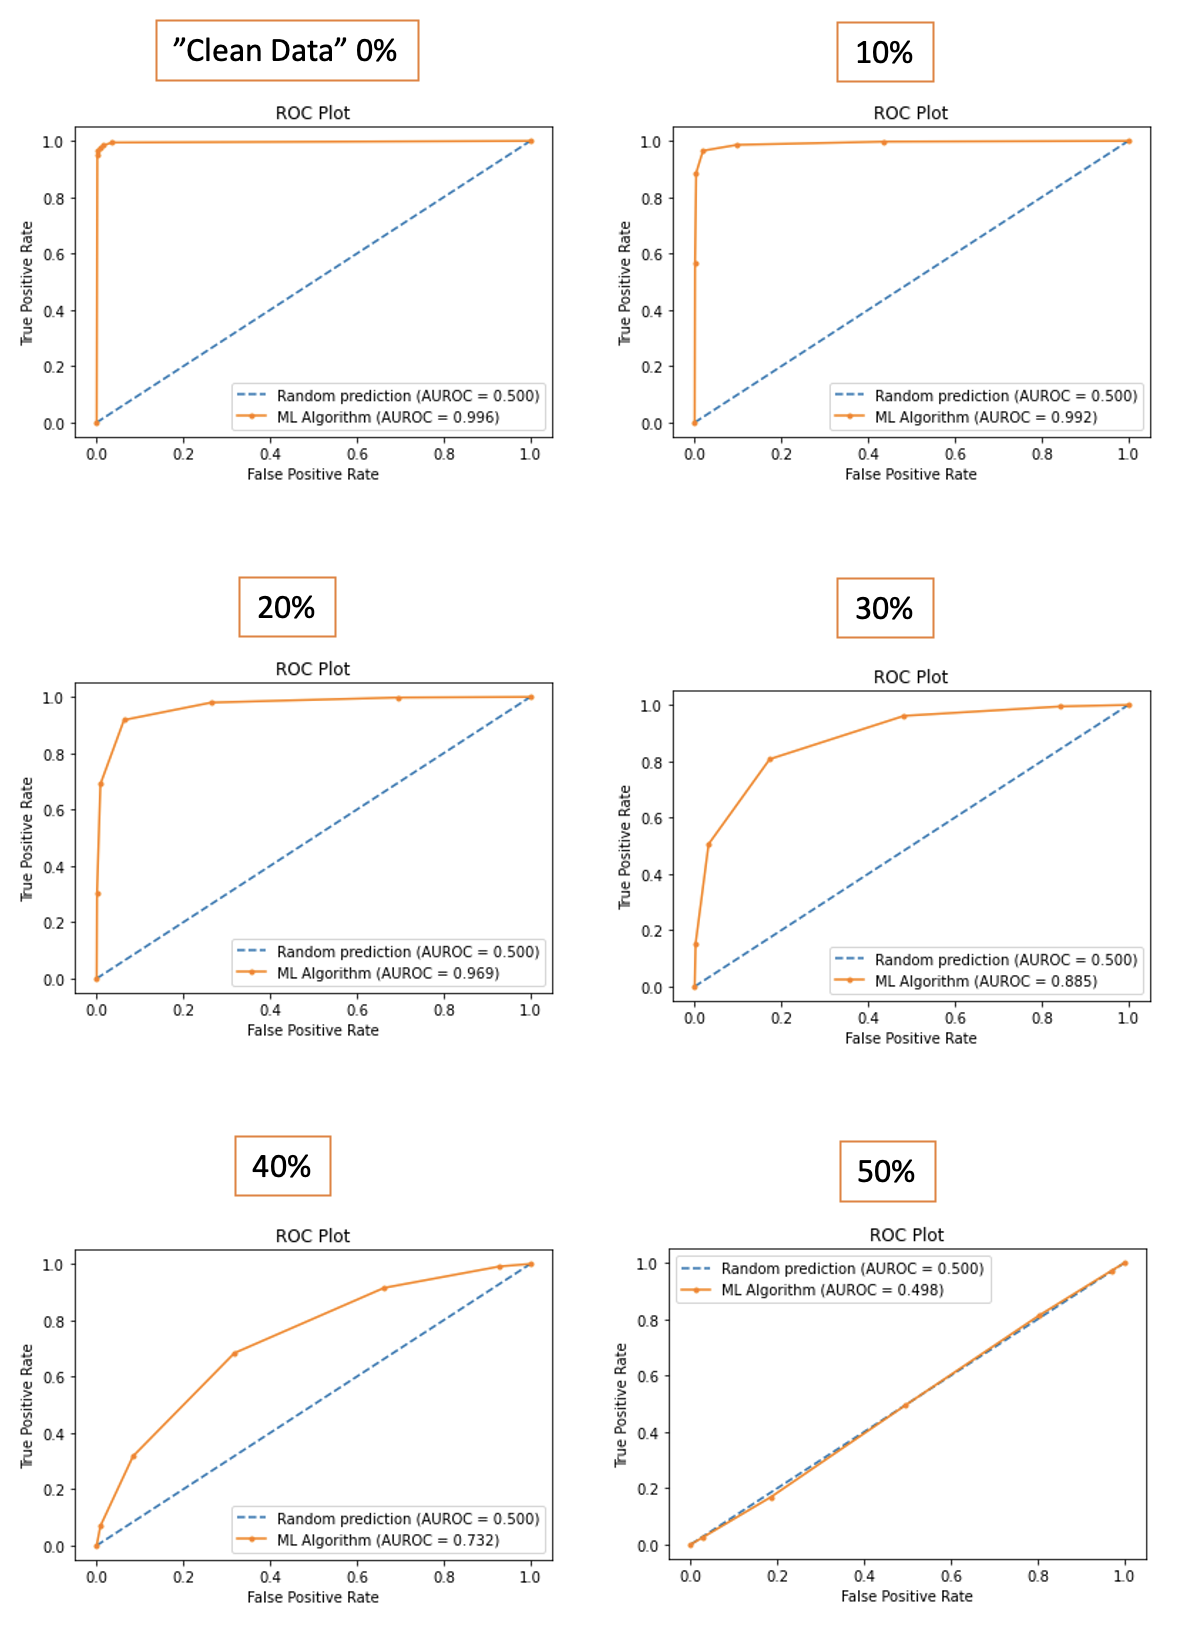 ”Clean Data” 0%
ROC Plot
1.0
0.8
0.6
0.4
0.2
0.0
True Positive Rate
Random prediction (AUROC = 0.500)
ML Algorithm (AUROC = 0.996)
0.0 0.2 0.4 0.6 0.8 1.0
False Positive Rate
10%
ROC Plot
1.0
0.8
0.6
0.4
0.2
0.0
True Positive Rate
Random prediction (AUROC = 0.500)
ML Algorithm (AUROC = 0.992)
0.0 0.2 0.4 0.6 0.8 1.0
False Positive Rate
20%
ROC Plot
1.0
0.8
0.6
0.4
0.2
0.0
True Positive Rate
Random prediction (AUROC = 0.500)
ML Algorithm (AUROC = 0.969)
0.0 0.2 0.4 0.6 0.8 1.0
False Positive Rate
30%
ROC Plot
1.0
0.8
0.6
0.4
0.2
0.0
True Positive Rate
Random prediction (AUROC = 0.500)
ML Algorithm (AUROC = 0.885)
0.0 0.2 0.4 0.6 0.8 1.0
False Positive Rate
40%
ROC Plot
1.0
0.8
0.6
0.4
0.2
0.0
True Positive Rate
Random prediction (AUROC = 0.500)
ML Algorithm (AUROC = 0.732)
0.0 0.2 0.4 0.6 0.8 1.0
False Positive Rate
50%
ROC Plot
Random prediction (AUROC = 0.500)
ML Algorithm (AUROC = 0.498)
1.0
0.8
0.6
0.4
0.2
0.0
True Positive Rate
0.0 0.2 0.4 0.6 0.8 1.0
False Positive Rate